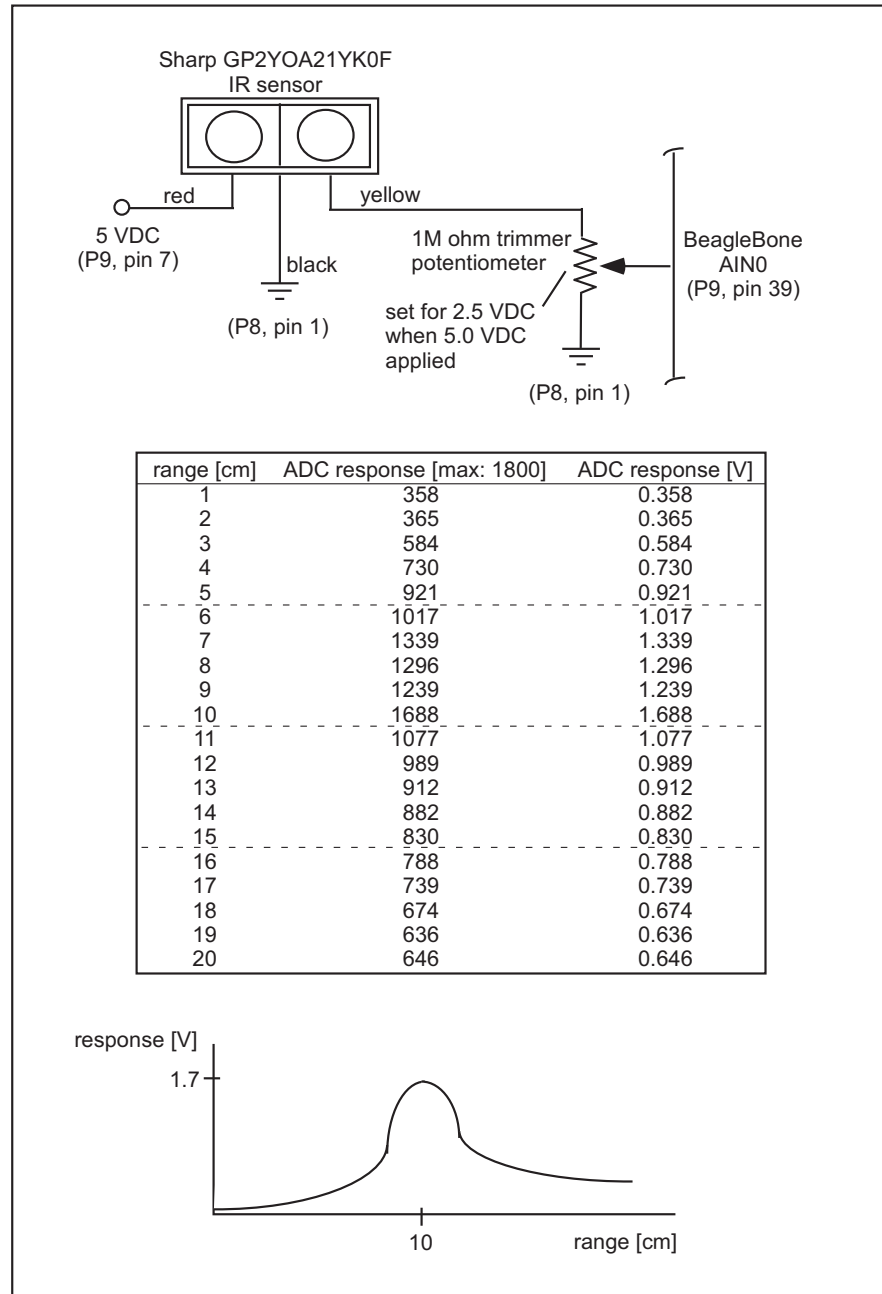 Sharp GP2YOA21YK0F
IR sensor
red
yellow
5 VDC
(P9, pin 7)
black
(P8, pin 1)
1M ohm trimmer
potentiometer
set for 2.5 VDC
when 5.0 VDC
applied
(P8, pin 1)
BeagleBone
AIN0
(P9, pin 39)
range [cm] ADC response [max: 1800] ADC response [V]
1 358 0.358
2 365 0.365
3 584 0.584
4 730 0.730
5 921 0.921
6 1017 1.017
7 1339 1.339
8 1296 1.296
9 1239 1.239
10 1688 1.688
11 1077 1.077
12 989 0.989
13 912 0.912
14 882 0.882
15 830 0.830
16 788 0.788
17 739 0.739
18 674 0.674
19 636 0.636
20 646 0.646
response [V]
1.7
10
range [cm]